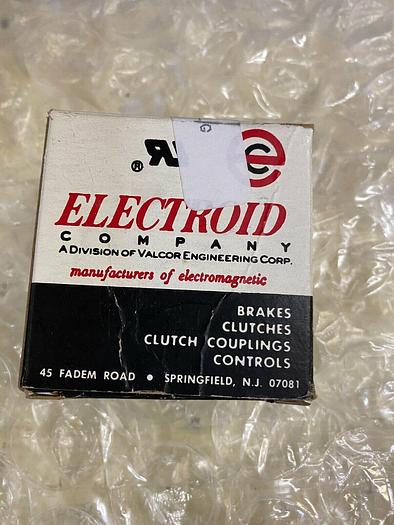 ELECTROID
COMPANY
A DIVISION OF VALCOR ENGINEERING CORP.
manufacturers of electromagnetic
BRAKES
CLUTCHES
CLUTCH COUPLINGS
CONTROLS
45 FADEM ROAD • SPRINGFIELD, N.J. 07081